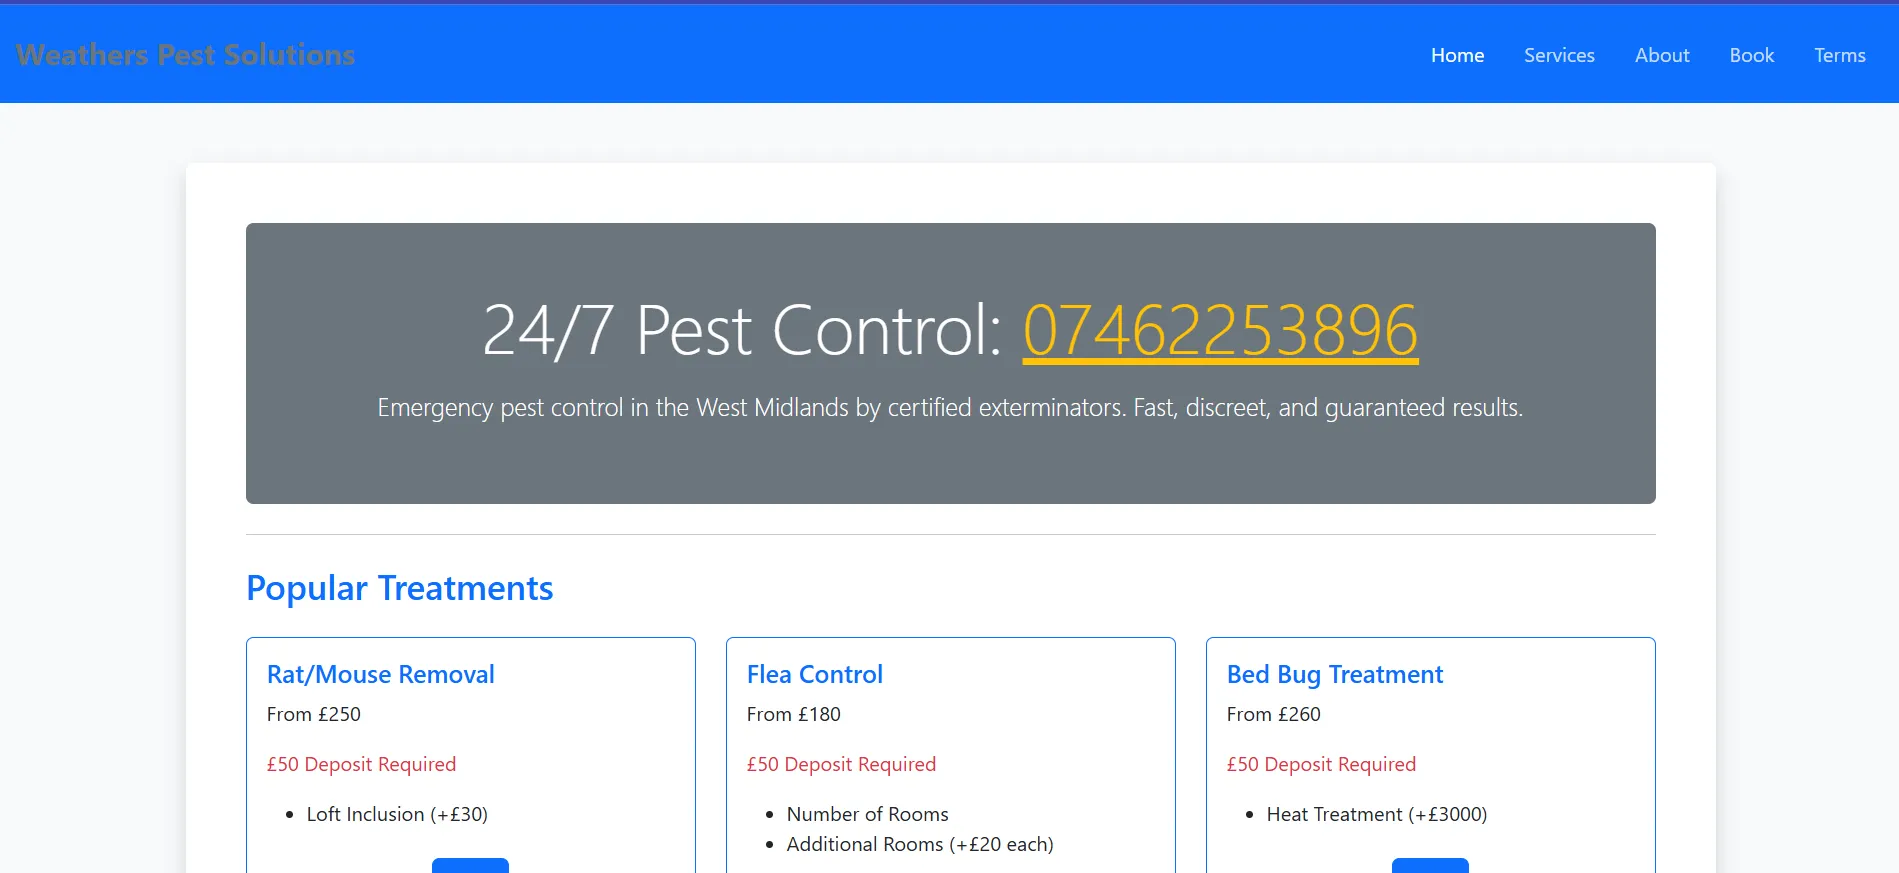 Weathers Pest Solutions
Home Services About Book Terms
24/7 Pest Control: 07462253896
Emergency pest control in the West Midlands by certified exterminators. Fast, discreet, and guaranteed results.
Popular Treatments
Rat/Mouse Removal
From £250
£50 Deposit Required
Loft Inclusion (+£30)
Flea Control
From £180
£50 Deposit Required
Number of Rooms
Additional Rooms (+£20 each)
Bed Bug Treatment
From £260
£50 Deposit Required
Heat Treatment (+£3000)